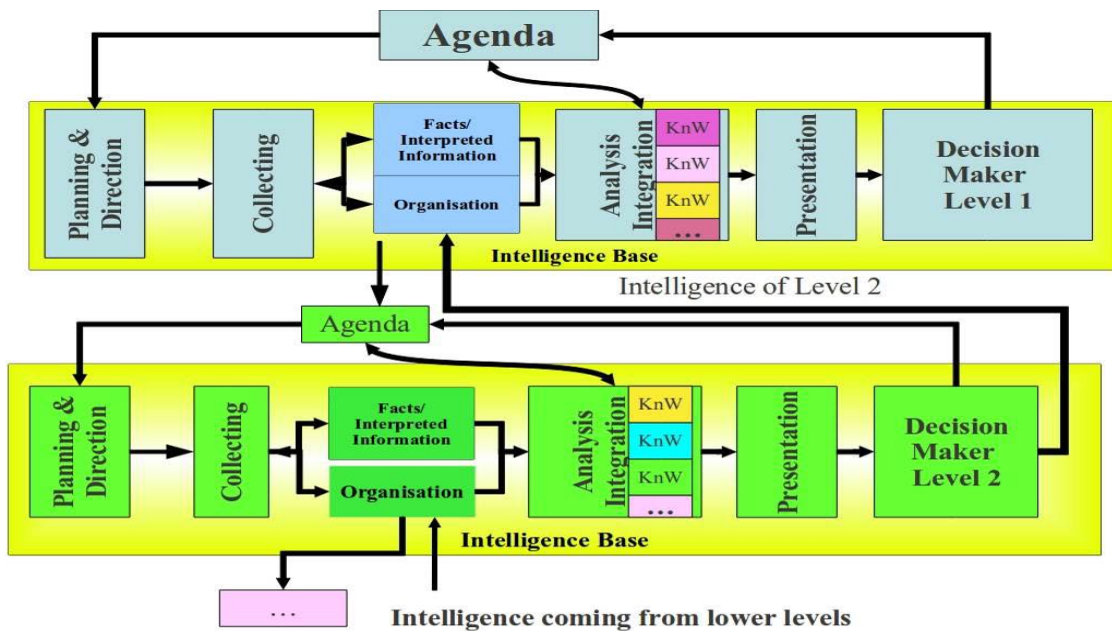 Agenda
Planning &
Direction
Collecting
Facts/
Interpreted
Information
Organisation
Analysis
Integration
KnW
KnW
KnW
...
Presentation
Decision
Maker
Level 1
Intelligence Base
Intelligence of Level 2
Agenda
Planning &
Direction
Collecting
Facts/
Interpreted
Information
Organisation
Analysis
Integration
KnW
KnW
KnW
...
Presentation
Decision
Maker
Level 2
Intelligence Base
...
Intelligence coming from lower levels